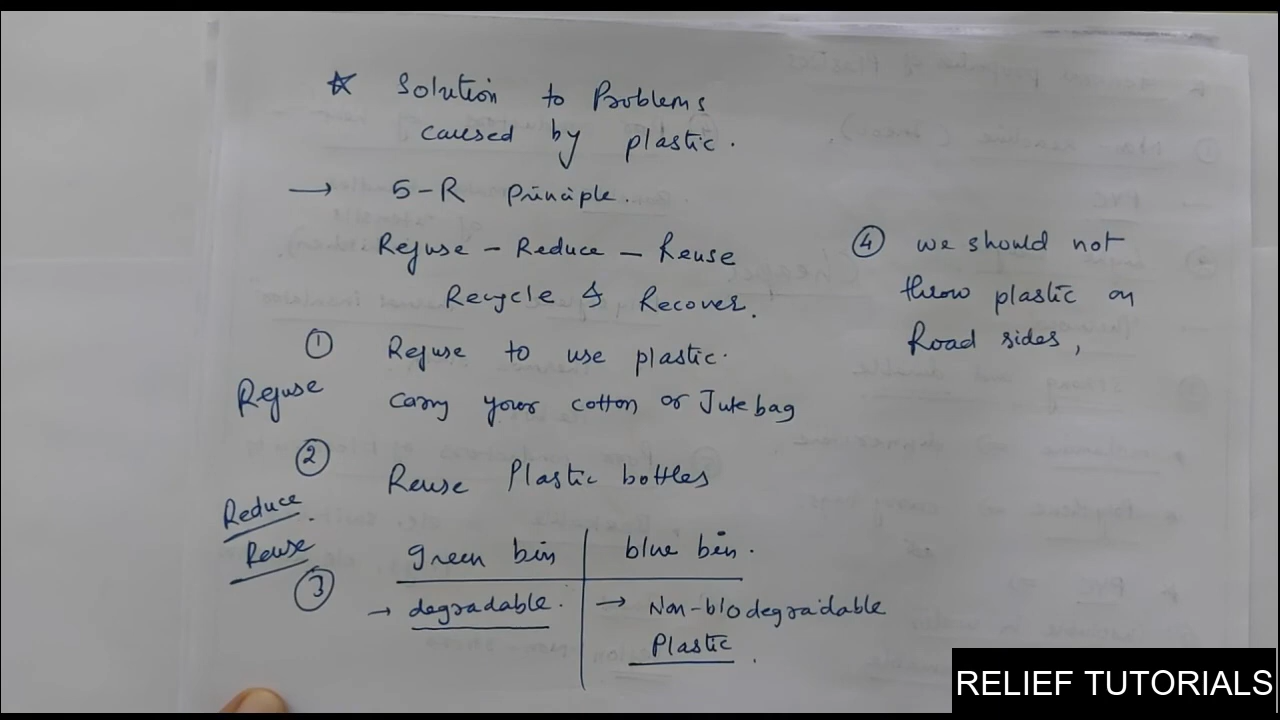 ☆ Solution to Problems
caused by plastic.
→ 5-R Principle.
Refuse - Reduce - Reuse
Recycle & Recover.
① Refuse to use plastic.
Refuse carry your cotton or Jute bag
② Reuse Plastic bottles
Reduce.
Reuse
③ green bin | blue bin.
→ degradable. → Non-biodegradable
Plastic.
④ we should not
throw plastic on
Road sides,
RELIEF TUTORIALS